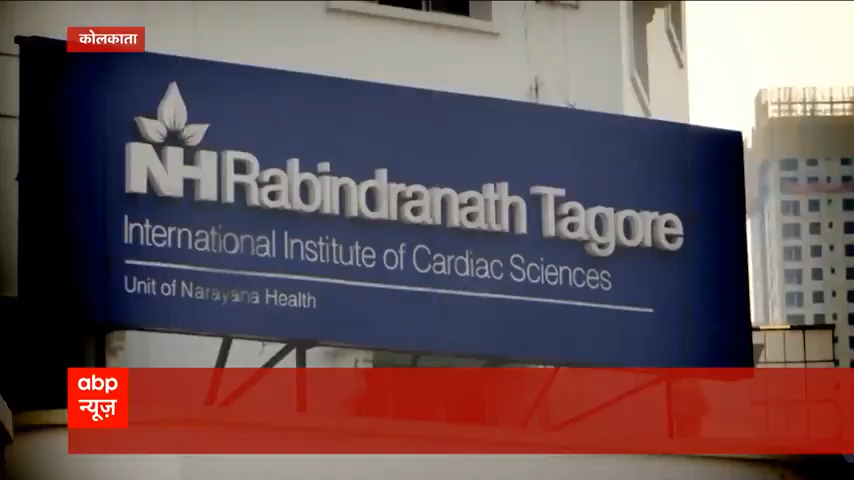 कोलकाता
NH Rabindranath Tagore
International Institute of Cardiac Sciences
Unit of Narayana Health
abp
न्यूज़